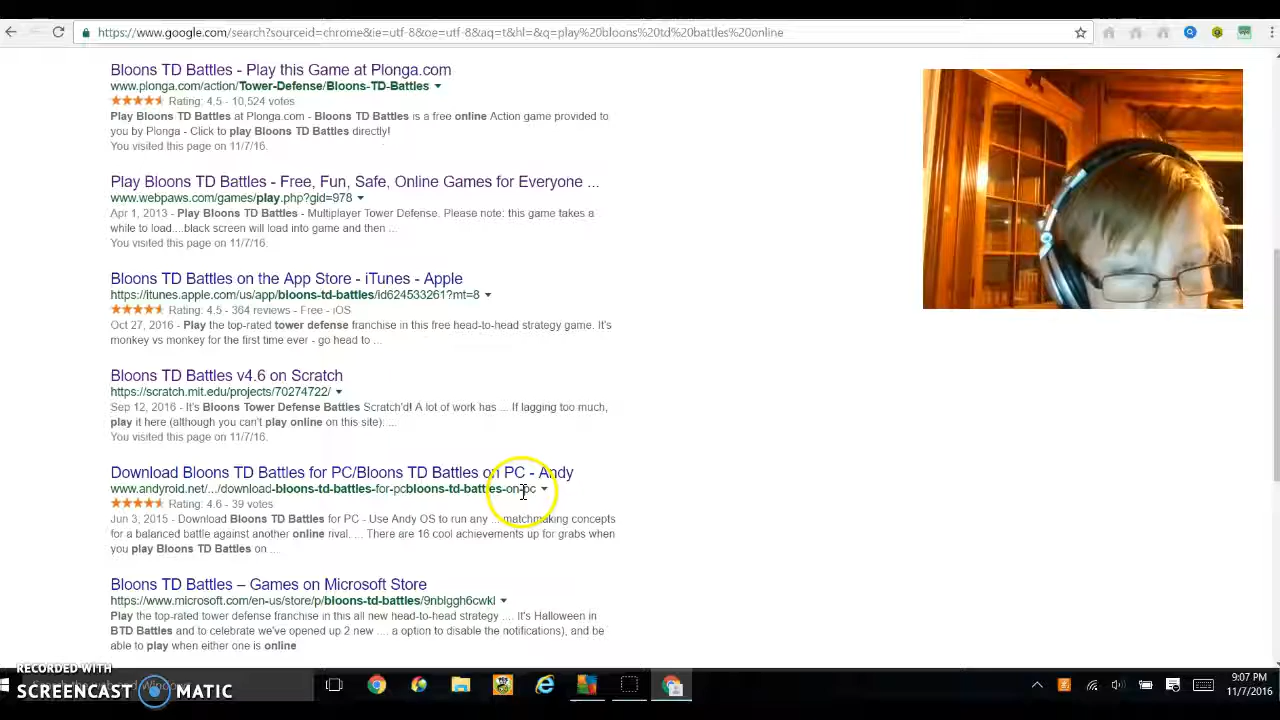 https://www.google.com/search?sourceid=chrome&ie=utf-8&oe=utf-8&aq=t&hl=&q=play%20bloons%20td%20battles%20online
Bloons TD Battles - Play this Game at Plonga.com
www.plonga.com/action/Tower-Defense/Bloons-TD-Battles
Rating: 4.5 - 10,524 votes
Play Bloons TD Battles at Plonga.com - Bloons TD Battles is a free online Action game provided to
you by Plonga - Click to play Bloons TD Battles directly!
You visited this page on 11/7/16.
Play Bloons TD Battles - Free, Fun, Safe, Online Games for Everyone ...
www.webpaws.com/games/play.php?gid=978
Apr 1, 2013 - Play Bloons TD Battles - Multiplayer Tower Defense. Please note: this game takes a
while to load....black screen will load into game and then ...
You visited this page on 11/7/16.
Bloons TD Battles on the App Store - iTunes - Apple
https://itunes.apple.com/us/app/bloons-td-battles/id624533261?mt=8
Rating: 4.5 - 364 reviews - Free - iOS
Oct 27, 2016 - Play the top-rated tower defense franchise in this free head-to-head strategy game. It's
monkey vs monkey for the first time ever - go head to ...
Bloons TD Battles v4.6 on Scratch
https://scratch.mit.edu/projects/70274722/
Sep 12, 2016 - It's Bloons Tower Defense Battles Scratch'd! A lot of work has ... If lagging too much,
play it here (although you can't play online on this site): ...
You visited this page on 11/7/16.
Download Bloons TD Battles for PC/Bloons TD Battles on PC - Andy
www.andyroid.net/.../download-bloons-td-battles-for-pcbloons-td-battles-on-pc
Rating: 4.6 - 39 votes
Jun 3, 2015 - Download Bloons TD Battles for PC - Use Andy OS to run any ... matchmaking concepts
for a balanced battle against another online rival. ... There are 16 cool achievements up for grabs when
you play Bloons TD Battles on ...
Bloons TD Battles – Games on Microsoft Store
https://www.microsoft.com/en-us/store/p/bloons-td-battles/9nblggh6cwkl
Play the top-rated tower defense franchise in this all new head-to-head strategy .... It's Halloween in
BTD Battles and to celebrate we've opened up 2 new .... a option to disable the notifications), and be
able to play when either one is online
RECORDED WITH
SCREENCAST MATIC
9:07 PM
11/7/2016